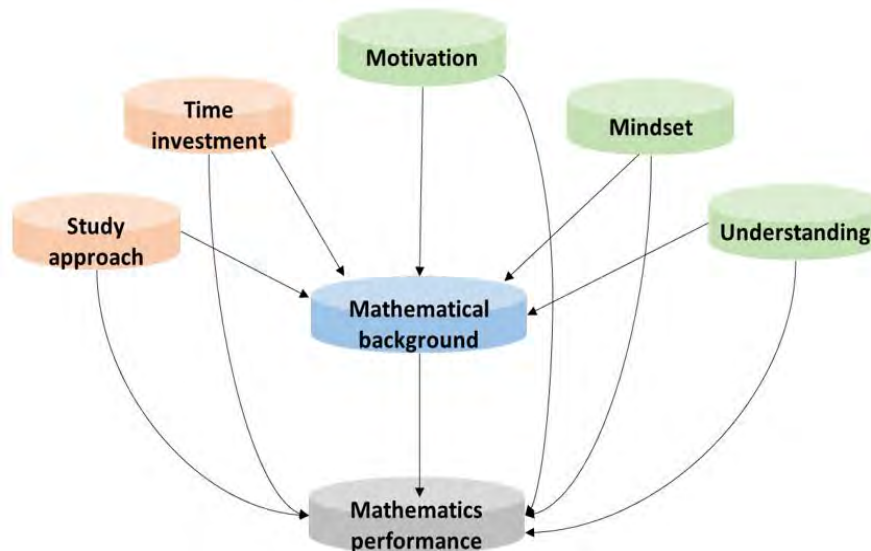 Motivation
Time
investment
Mindset
Study
approach
Understanding
Mathematical
background
Mathematics
performance